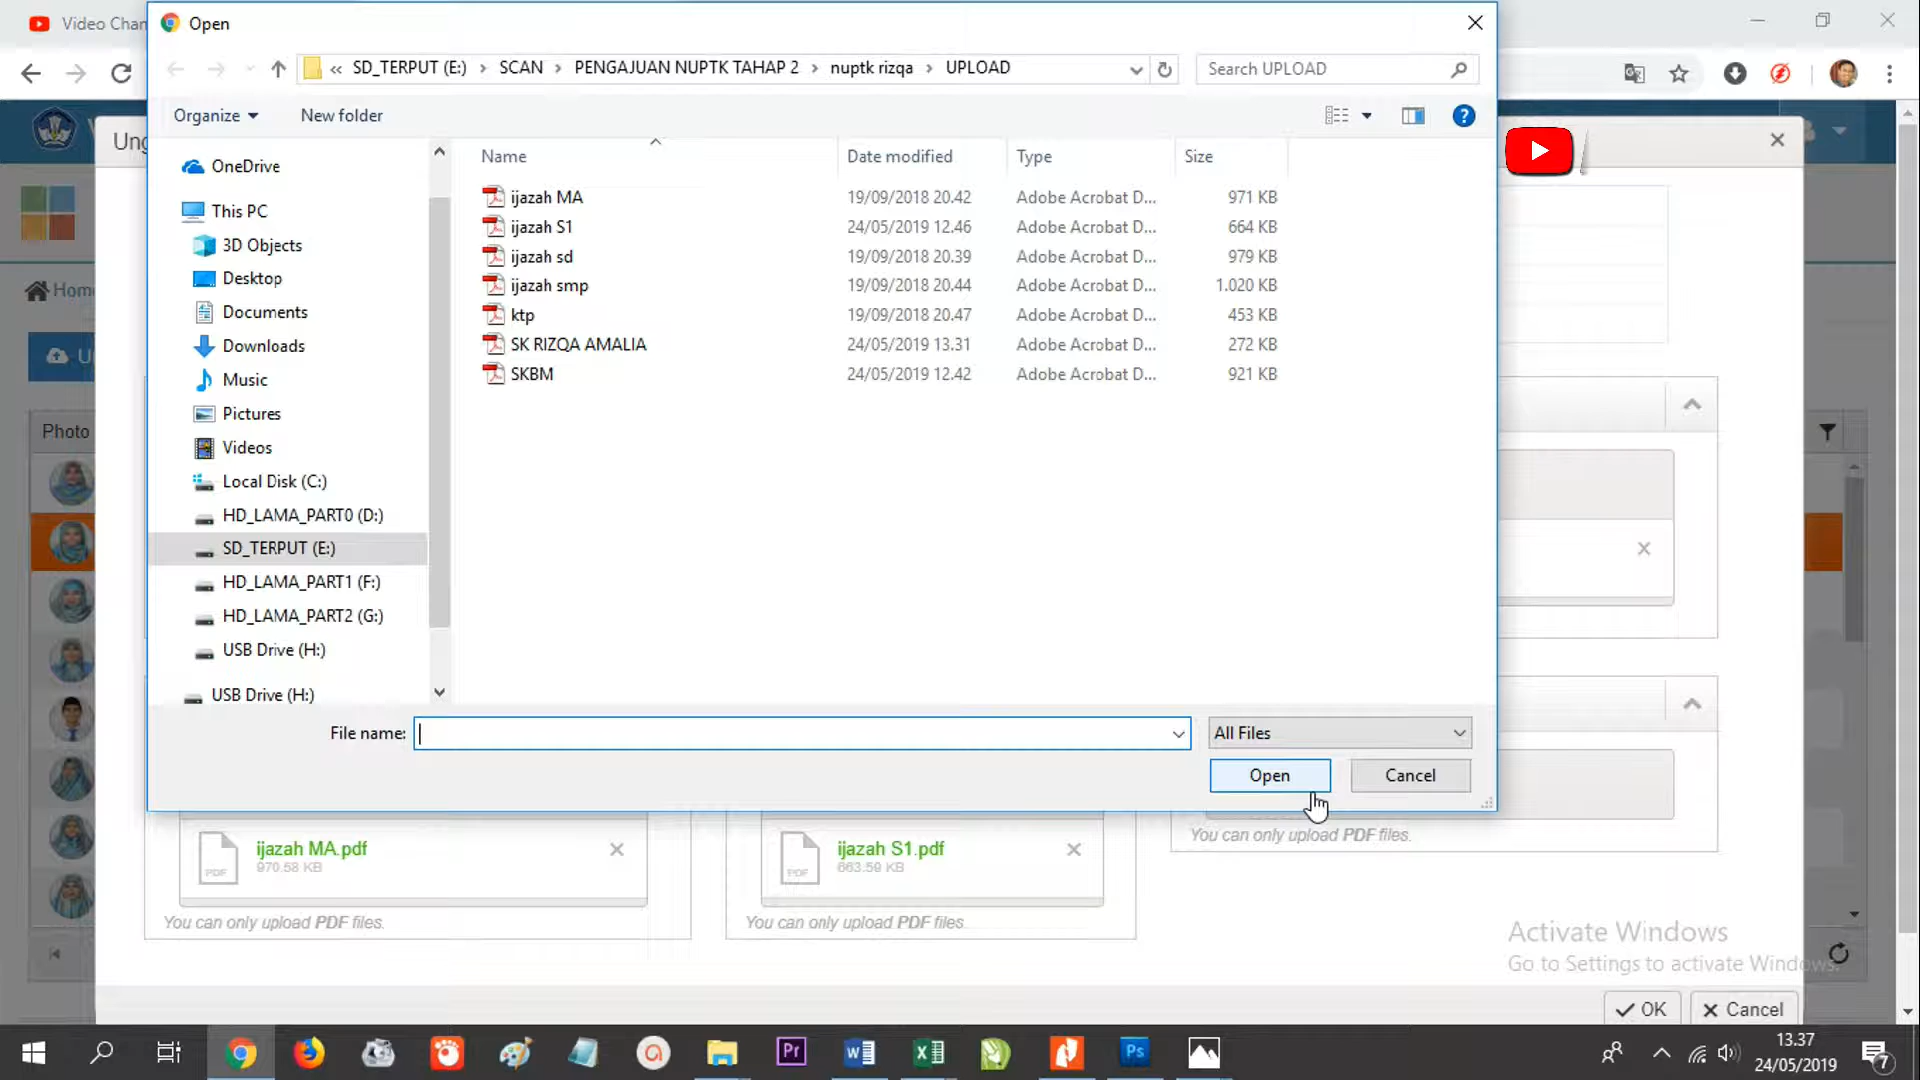 Video Chan
Open
« SD_TERPUT (E:) › SCAN › PENGAJUAN NUPTK TAHAP 2 › nuptk rizqa › UPLOAD
Search UPLOAD
Organize
New folder
Name Date modified Type Size
OneDrive
This PC
3D Objects
Desktop
Documents
Downloads
Music
Pictures
Videos
Local Disk (C:)
HD_LAMA_PART0 (D:)
SD_TERPUT (E:)
HD_LAMA_PART1 (F:)
HD_LAMA_PART2 (G:)
USB Drive (H:)
USB Drive (H:)
ijazah MA 19/09/2018 20.42 Adobe Acrobat D... 971 KB
ijazah S1 24/05/2019 12.46 Adobe Acrobat D... 664 KB
ijazah sd 19/09/2018 20.39 Adobe Acrobat D... 979 KB
ijazah smp 19/09/2018 20.44 Adobe Acrobat D... 1.020 KB
ktp 19/09/2018 20.47 Adobe Acrobat D... 453 KB
SK RIZQA AMALIA 24/05/2019 13.31 Adobe Acrobat D... 272 KB
SKBM 24/05/2019 12.42 Adobe Acrobat D... 921 KB
File name:
All Files
Open
Cancel
Ung
Home
U
Photo
ijazah MA.pdf
970.58 KB
PDF
You can only upload PDF files.
ijazah S1.pdf
663.59 KB
PDF
You can only upload PDF files.
You can only upload PDF files.
Activate Windows
Go to Settings to activate Windows.
OK
Cancel
Pr
Ps
13.37
24/05/2019
7